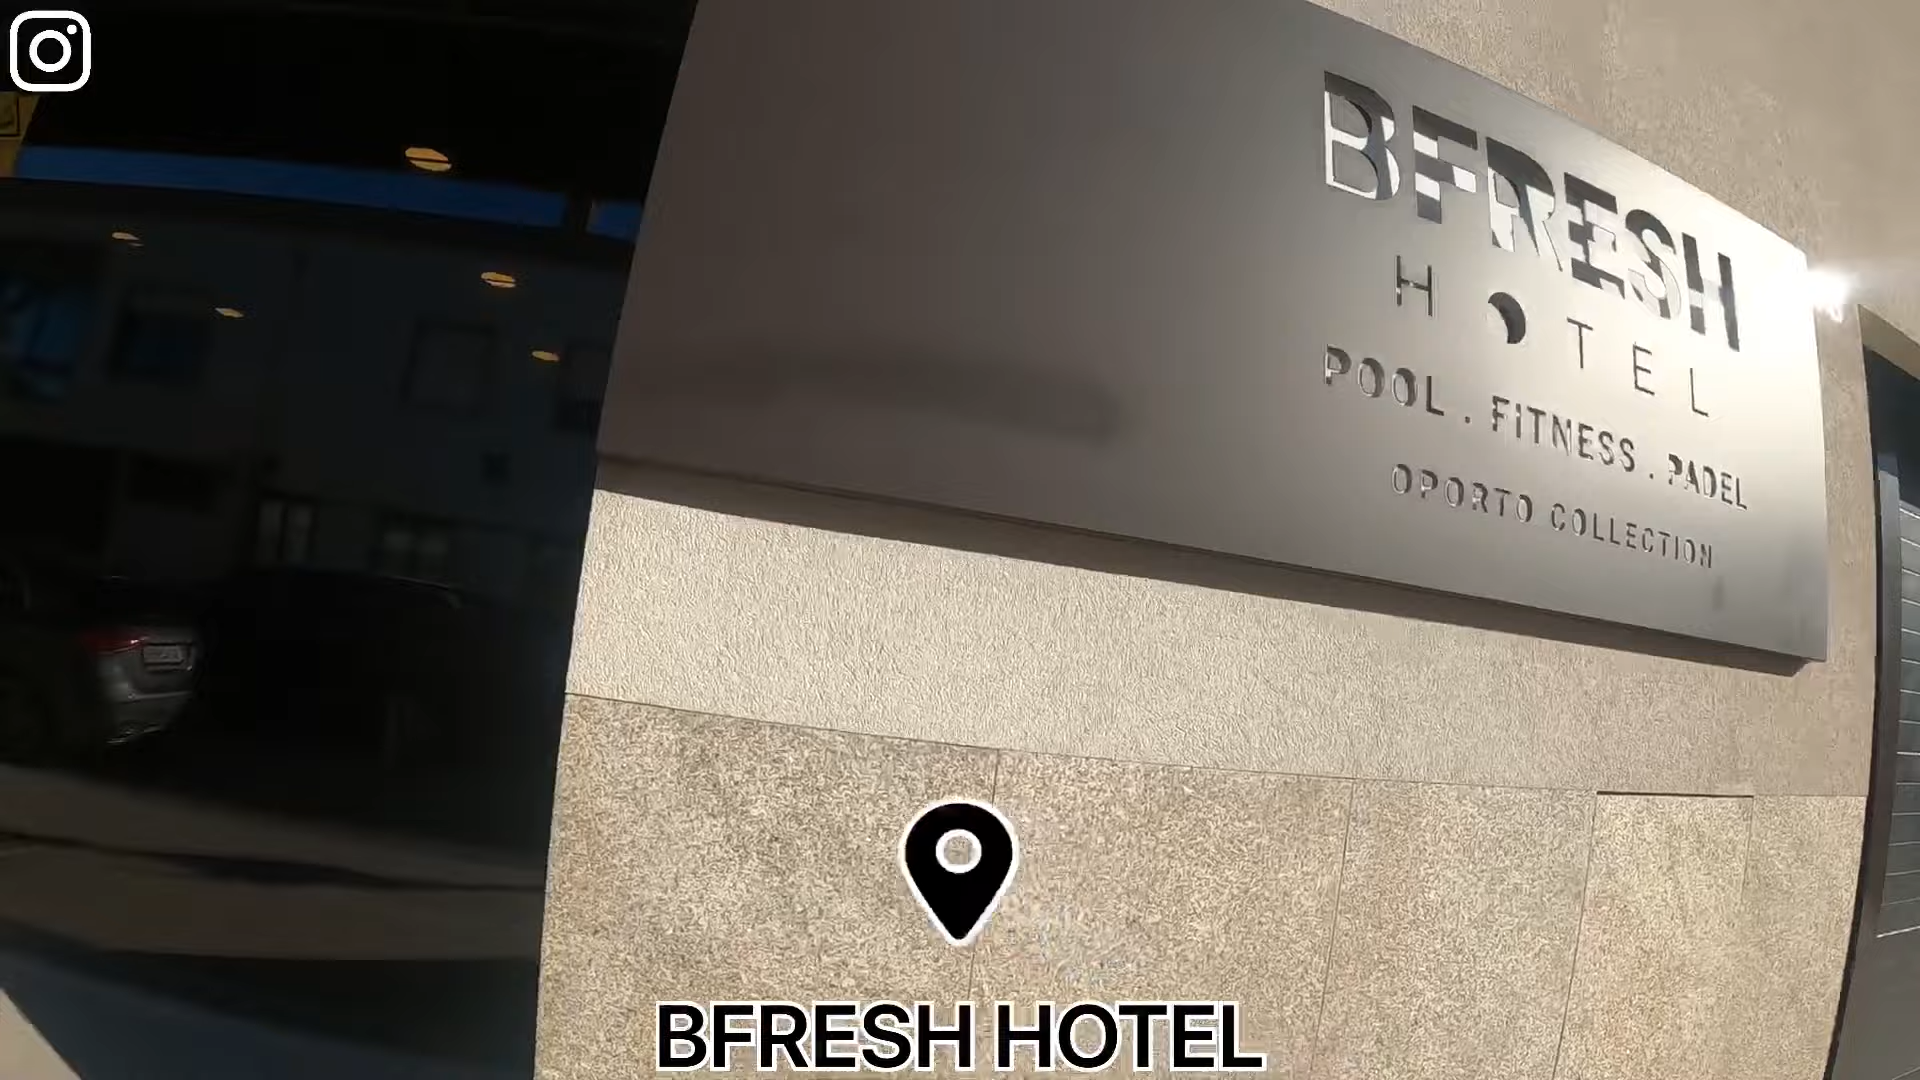 BFRESH
HOTEL
POOL . FITNESS . PADEL
OPORTO COLLECTION
BFRESH HOTEL